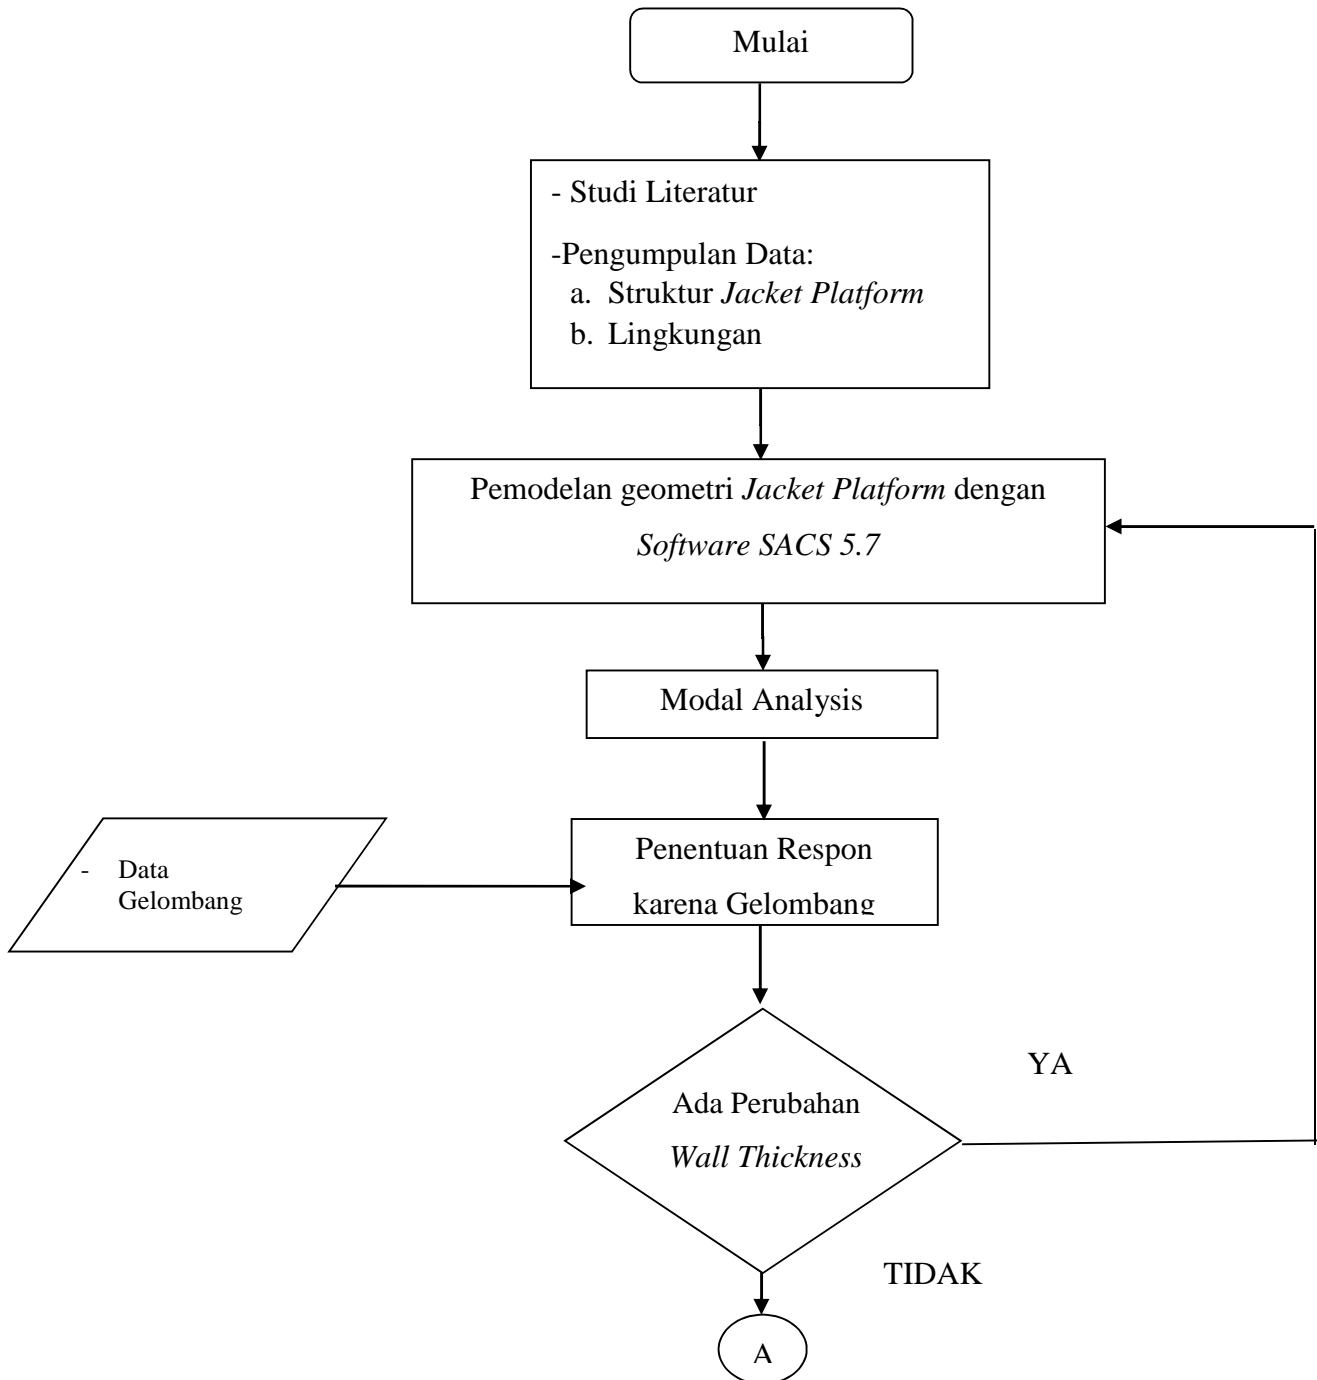 Mulai
- Studi Literatur
-Pengumpulan Data:
a. Struktur Jacket Platform
b. Lingkungan
Pemodelan geometri Jacket Platform dengan
Software SACS 5.7
Modal Analysis
- Data
Gelombang
Penentuan Respon
karena Gelombang
Ada Perubahan
Wall Thickness
YA
TIDAK
A